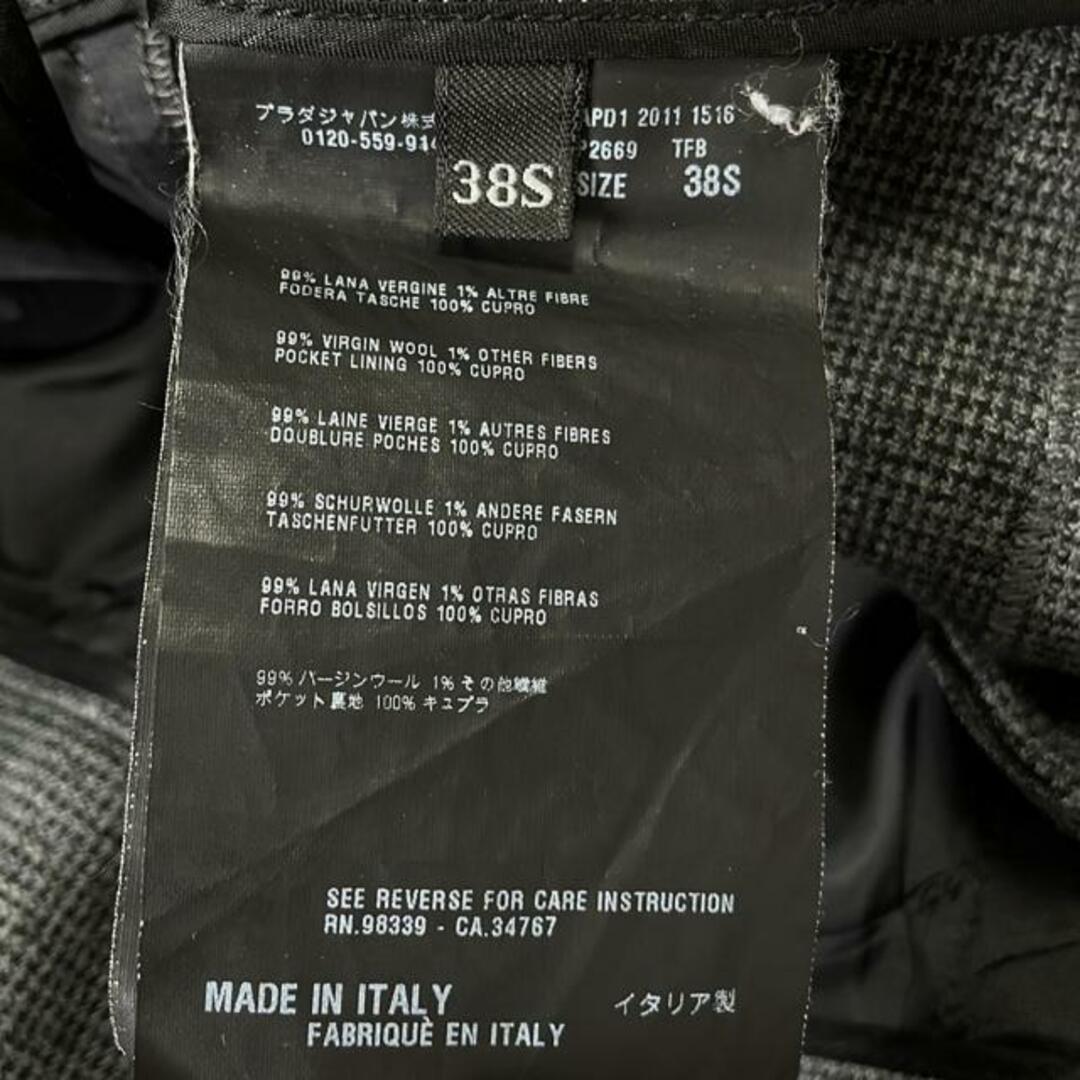 プラダジャパン株式
0120-559-914
38S
PD1 2011 1516
P2669 TFB
SIZE 38S
99% LANA VERGINE 1% ALTRE FIBRE
FODERA TASCHE 100% CUPRO
99% VIRGIN WOOL 1% OTHER FIBERS
POCKET LINING 100% CUPRO
99% LAINE VIERGE 1% AUTRES FIBRES
DOUBLURE POCHES 100% CUPRO
99% SCHURWOLLE 1% ANDERE FASERN
TASCHENFUTTER 100% CUPRO
99% LANA VIRGEN 1% OTRAS FIBRAS
FORRO BOLSILLOS 100% CUPRO
99% バージンウール 1% その他繊維
ポケット裏地 100% キュプラ
SEE REVERSE FOR CARE INSTRUCTION
RN.98339 - CA.34767
MADE IN ITALY イタリア製
FABRIQUÈ EN ITALY